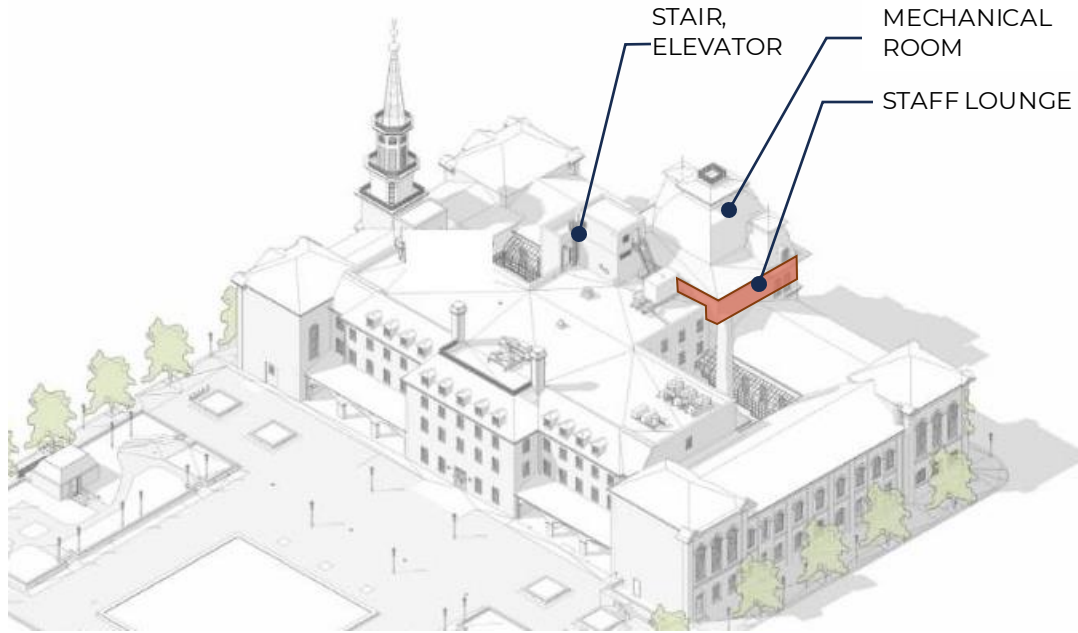 STAIR,
ELEVATOR
MECHANICAL
ROOM
STAFF LOUNGE